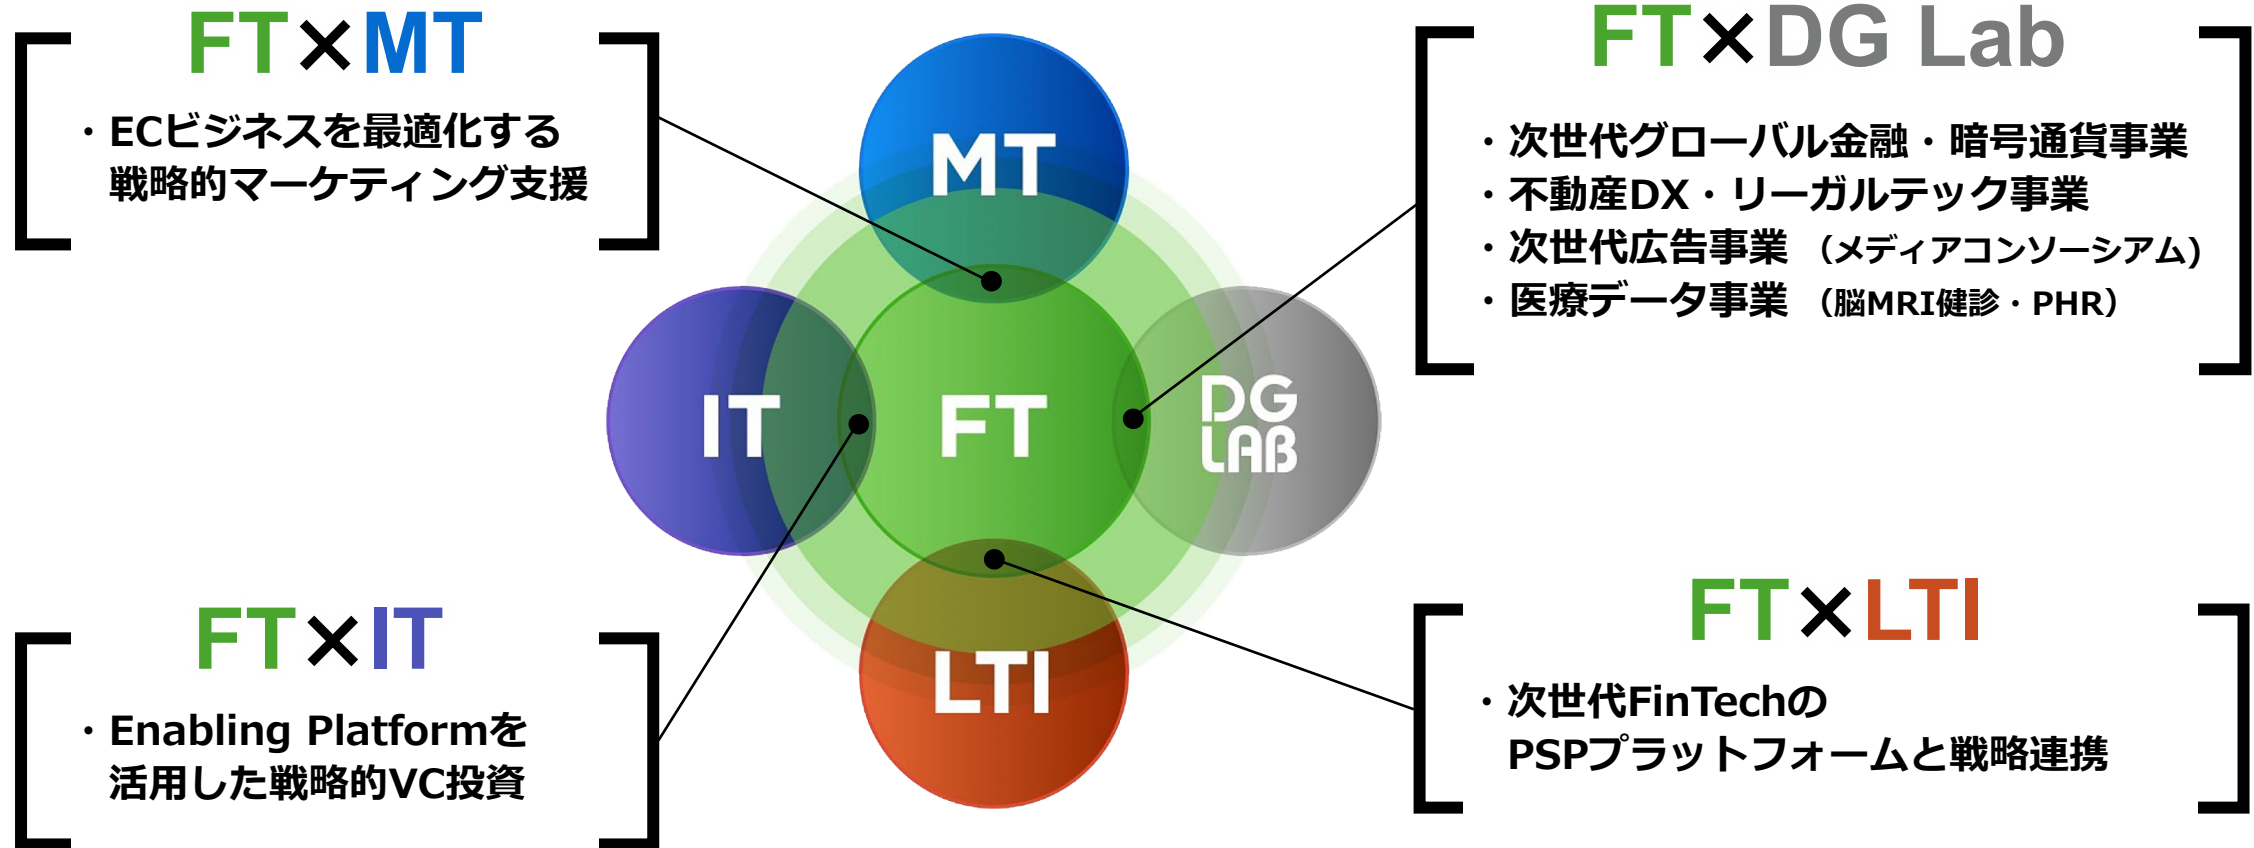 FT×MT
・ECビジネスを最適化する
戦略的マーケティング支援
FT×DG Lab
・次世代グローバル金融・暗号通貨事業
・不動産DX・リーガルテック事業
・次世代広告事業 （メディアコンソーシアム)
・医療データ事業 （脳MRI健診・PHR）
MT
IT
FT
DG
LAB
LTI
FT×IT
・Enabling Platformを
活用した戦略的VC投資
FT×LTI
・次世代FinTechの
PSPプラットフォームと戦略連携